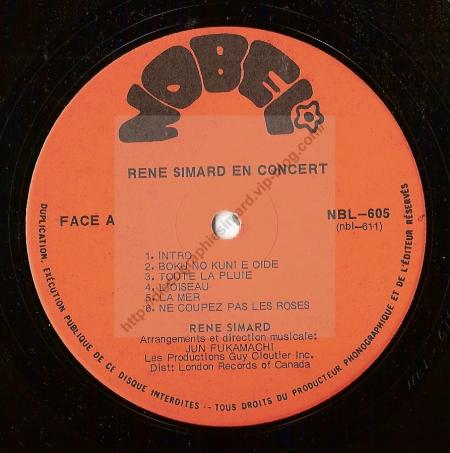 NOBEL
RENE SIMARD EN CONCERT
FACE A
NBL-605
(nbl-611)
1. INTRO
2. BOKU NO KUNI E OIDE
3. TOUTE LA PLUIE
4. L'OISEAU
5. LA MER
6. NE COUPEZ PAS LES ROSES
RENE SIMARD
Arrangements et direction musicale:
JUN FUKAMACHI
Les Productions Guy Cloutier Inc.
Dist: London Records of Canada
DUPLICATION, EXÉCUTION PUBLIQUE DE CE DISQUE INTERDITES -- TOUS DROITS DU PRODUCTEUR PHONOGRAPHIQUE ET DE L'ÉDITEUR RÉSERVÉS